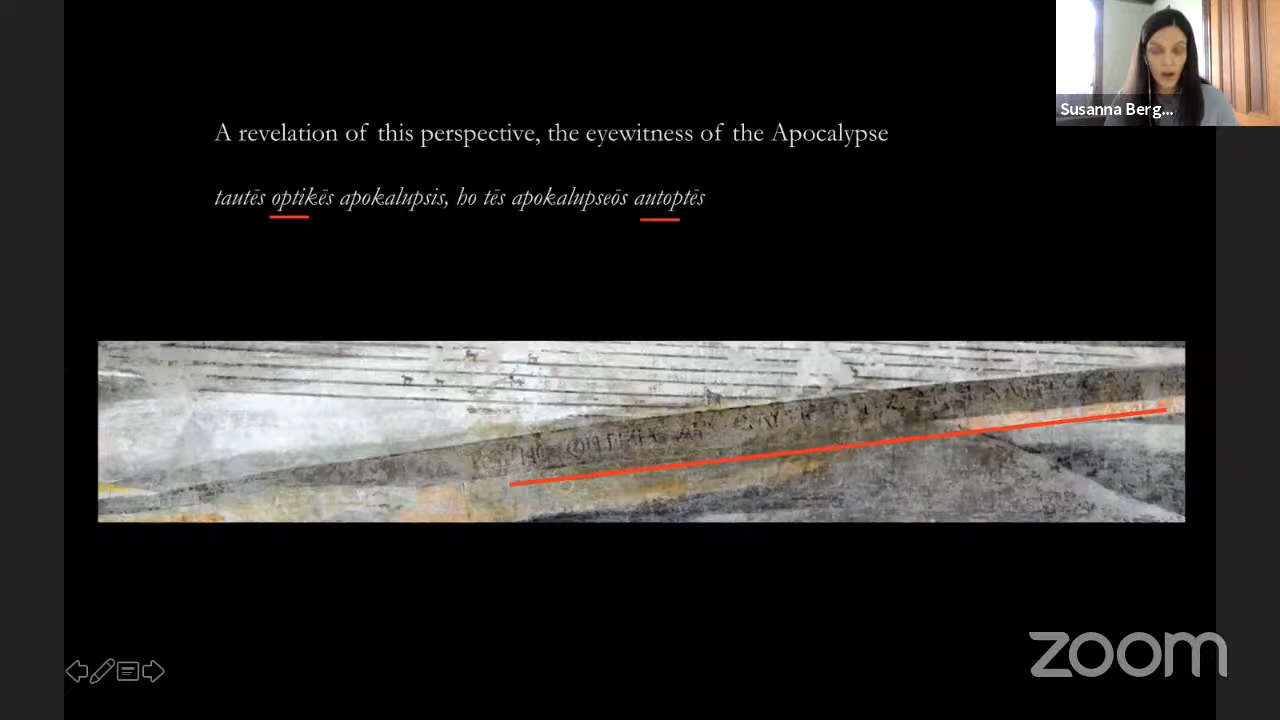 Susanna Berg...
A revelation of this perspective, the eyewitness of the Apocalypse
tautēs optikēs apokalupsis, ho tēs apokalupseōs autoptēs
zoom